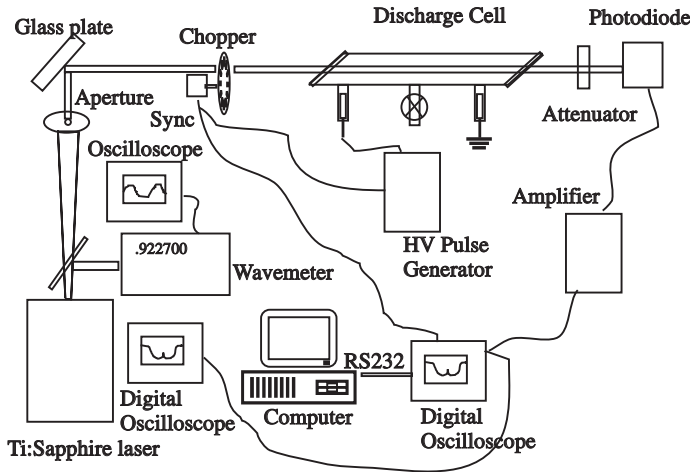 Glass plate
Chopper
Discharge Cell
Photodiode
Aperture
Sync
Attenuator
Oscilloscope
.922700
Wavemeter
HV Pulse
Generator
Amplifier
RS232
Computer
Digital
Oscilloscope
Digital
Oscilloscope
Ti:Sapphire laser